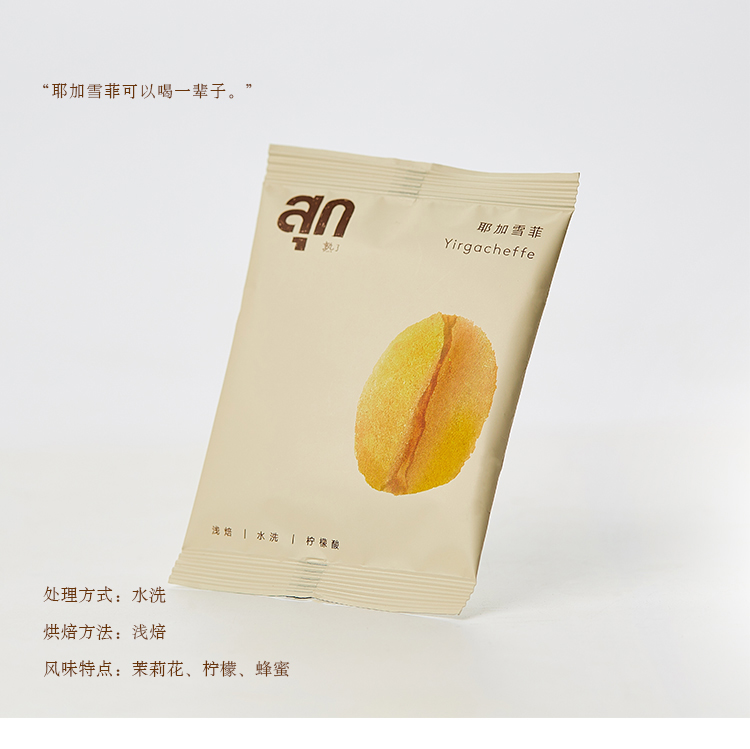 “耶加雪菲可以喝一辈子。”
สุก
熟了
耶加雪菲
Yirgacheffe
浅焙 | 水洗 | 柠檬酸
处理方式：水洗
烘焙方法：浅焙
风味特点：茉莉花、柠檬、蜂蜜